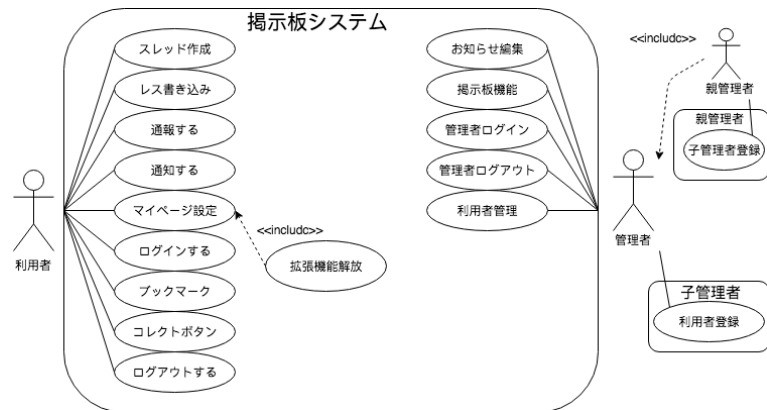 掲示板システム
スレッド作成
レス書き込み
通報する
通知する
マイページ設定
ログインする
ブックマーク
コレクトボタン
ログアウトする
利用者
<<include>>
拡張機能解放
お知らせ編集
掲示板機能
管理者ログイン
管理者ログアウト
利用者管理
<<include>>
親管理者
親管理者
子管理者登録
管理者
子管理者
利用者登録